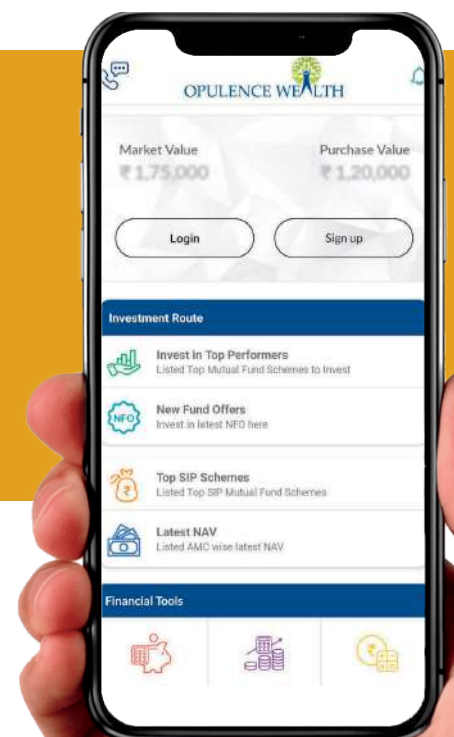 OPULENCE WEALTH
Market Value Purchase Value
₹ 1,75,000 ₹ 1,20,000
Login Sign up
Investment Route
Invest in Top Performers
Listed Top Mutual Fund Schemes to Invest
NFO
New Fund Offers
Invest in latest NFO here
Top SIP Schemes
Listed Top SIP Mutual Fund Schemes
Latest NAV
Listed AMC wise latest NAV
Financial Tools